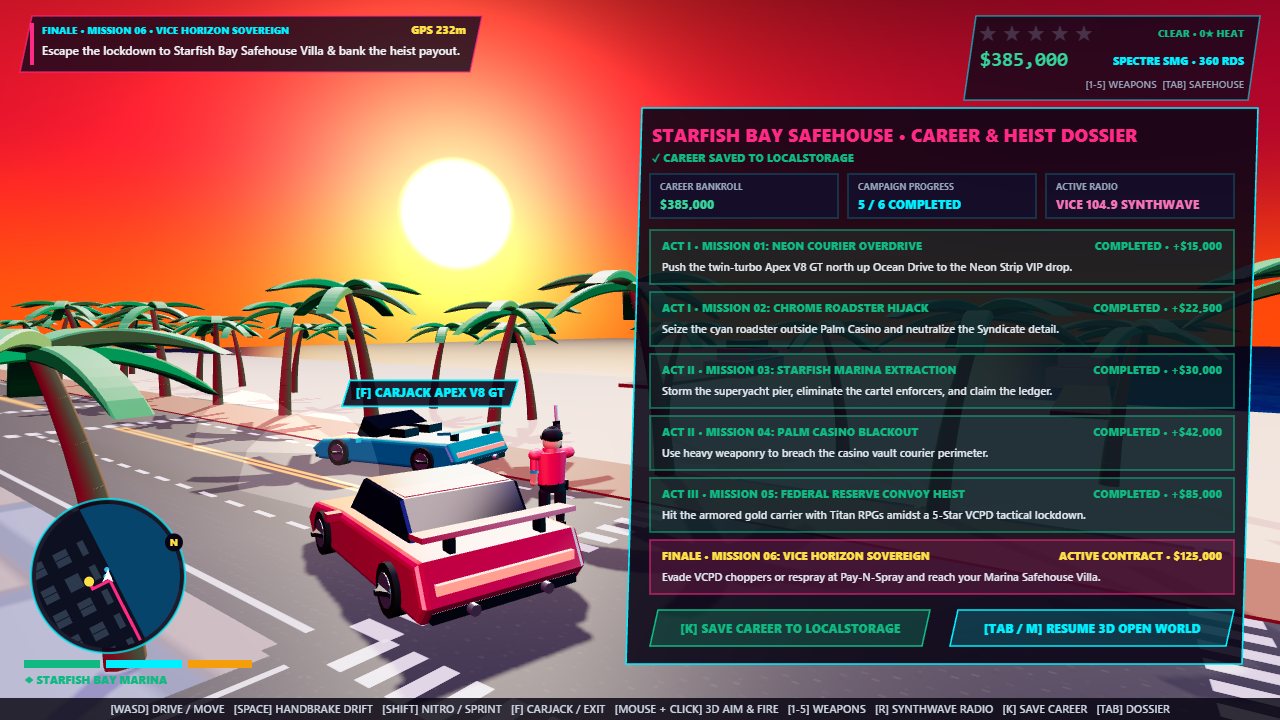 FINALE • MISSION 06 • VICE HORIZON SOVEREIGN GPS 232m
Escape the lockdown to Starfish Bay Safehouse Villa & bank the heist payout.
★ ★ ★ ★ ★ CLEAR • 0★ HEAT
$385,000 SPECTRE SMG • 360 RDS
[1-5] WEAPONS [TAB] SAFEHOUSE
STARFISH BAY SAFEHOUSE • CAREER & HEIST DOSSIER
✓ CAREER SAVED TO LOCALSTORAGE
CAREER BANKROLL
$385,000
CAMPAIGN PROGRESS
5 / 6 COMPLETED
ACTIVE RADIO
VICE 104.9 SYNTHWAVE
ACT I • MISSION 01: NEON COURIER OVERDRIVE COMPLETED • +$15,000
Push the twin-turbo Apex V8 GT north up Ocean Drive to the Neon Strip VIP drop.
ACT I • MISSION 02: CHROME ROADSTER HIJACK COMPLETED • +$22,500
Seize the cyan roadster outside Palm Casino and neutralize the Syndicate detail.
ACT II • MISSION 03: STARFISH MARINA EXTRACTION COMPLETED • +$30,000
Storm the superyacht pier, eliminate the cartel enforcers, and claim the ledger.
ACT II • MISSION 04: PALM CASINO BLACKOUT COMPLETED • +$42,000
Use heavy weaponry to breach the casino vault courier perimeter.
ACT III • MISSION 05: FEDERAL RESERVE CONVOY HEIST COMPLETED • +$85,000
Hit the armored gold carrier with Titan RPGs amidst a 5-Star VCPD tactical lockdown.
FINALE • MISSION 06: VICE HORIZON SOVEREIGN ACTIVE CONTRACT • $125,000
Evade VCPD choppers or respray at Pay-N-Spray and reach your Marina Safehouse Villa.
[K] SAVE CAREER TO LOCALSTORAGE
[TAB / M] RESUME 3D OPEN WORLD
[F] CARJACK APEX V8 GT
N
❖ STARFISH BAY MARINA
[WASD] DRIVE / MOVE [SPACE] HANDBRAKE DRIFT [SHIFT] NITRO / SPRINT [F] CARJACK / EXIT [MOUSE + CLICK] 3D AIM & FIRE [1-5] WEAPONS [R] SYNTHWAVE RADIO [K] SAVE CAREER [TAB] DOSSIER